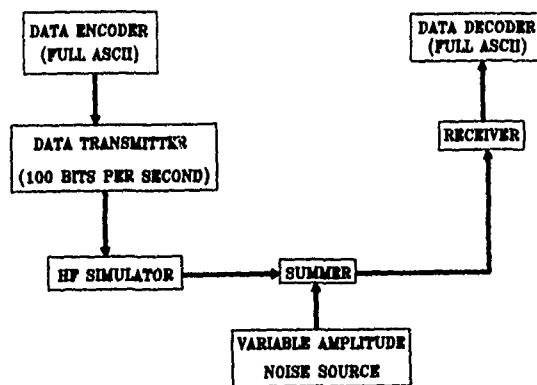 DATA ENCODER
(FULL ASCII)
DATA TRANSMITTER
(100 BITS PER SECOND)
HF SIMULATOR
SUMMER
VARIABLE AMPLITUDE
NOISE SOURCE
RECEIVER
DATA DECODER
(FULL ASCII)